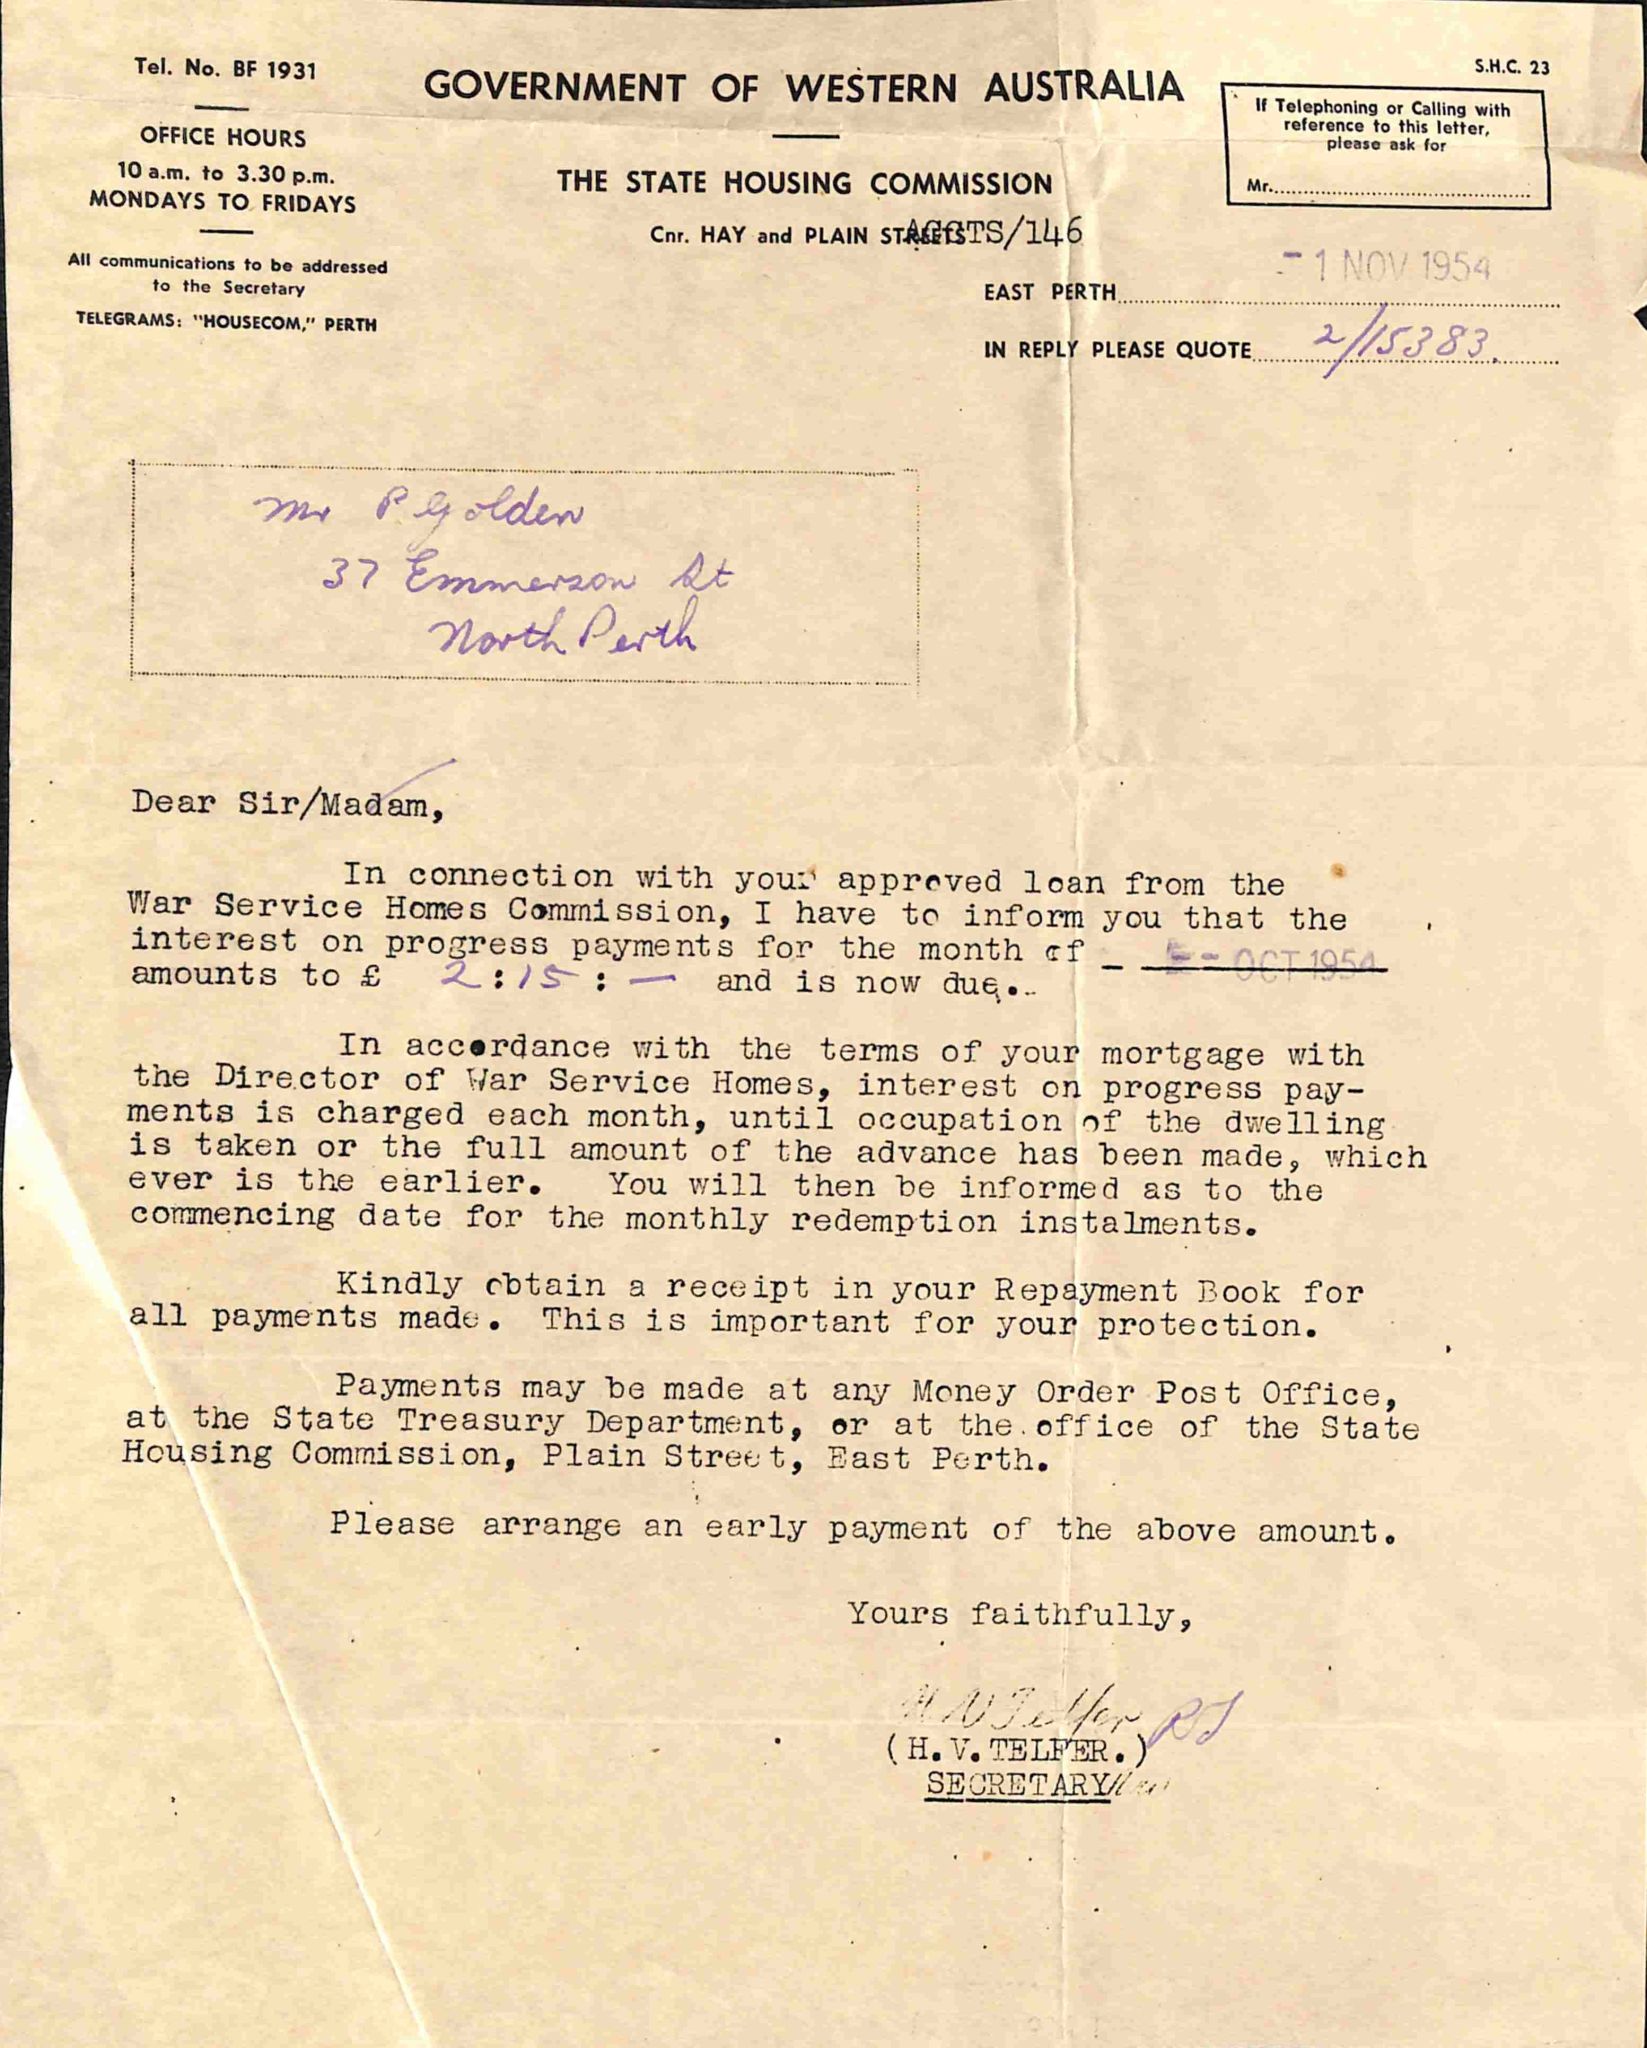 Tel. No. BF 1931
S.H.C. 23
GOVERNMENT OF WESTERN AUSTRALIA
If Telephoning or Calling with
reference to this letter,
please ask for
Mr.
OFFICE HOURS
10 a.m. to 3.30 p.m.
MONDAYS TO FRIDAYS
THE STATE HOUSING COMMISSION
Cnr. HAY and PLAIN STREETS
ACCTS/146
All communications to be addressed
to the Secretary
TELEGRAMS: "HOUSECOM," PERTH
EAST PERTH - 1 NOV 1954
IN REPLY PLEASE QUOTE 2/15383.
Mr P Golden
37 Emmerson St
North Perth
Dear Sir/Madam,
In connection with your approved loan from the
War Service Homes Commission, I have to inform you that the
interest on progress payments for the month of OCT 1954
amounts to £ 2:15:— and is now due.
In accordance with the terms of your mortgage with
the Director of War Service Homes, interest on progress pay-
ments is charged each month, until occupation of the dwelling
is taken or the full amount of the advance has been made, which
ever is the earlier. You will then be informed as to the
commencing date for the monthly redemption instalments.
Kindly obtain a receipt in your Repayment Book for
all payments made. This is important for your protection.
Payments may be made at any Money Order Post Office,
at the State Treasury Department, or at the office of the State
Housing Commission, Plain Street, East Perth.
Please arrange an early payment of the above amount.
Yours faithfully,
H V Telfer
(H. V. TELFER.)
SECRETARY